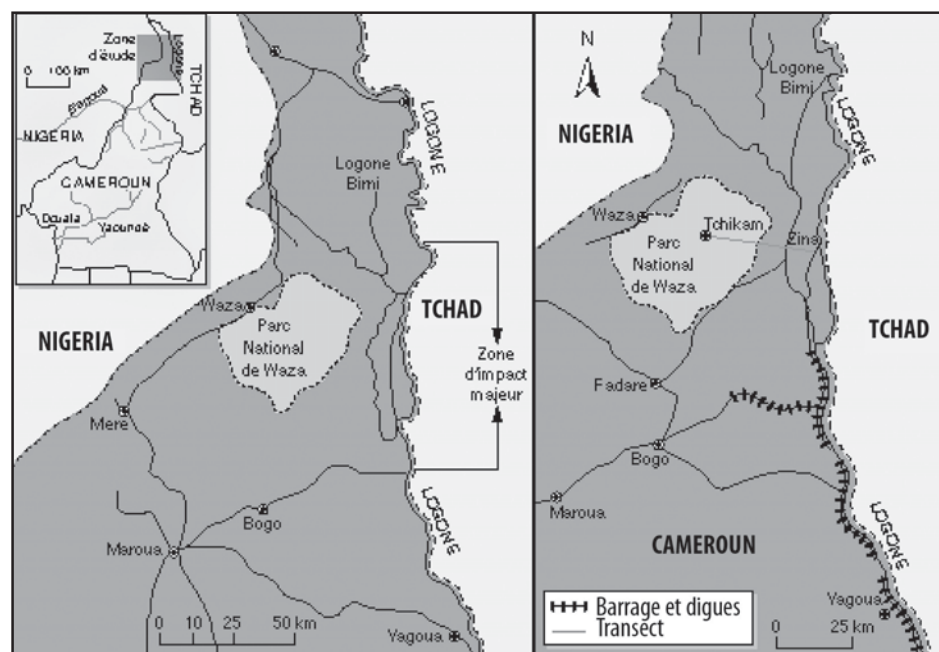 Zone
d'étude
Logone
0 100 km
TCHAD
NIGERIA
CAMEROUN
Douala
Yaoundé
LOGONE
Logone
Bimi
Waza
Parc
National
de Waza
NIGERIA
TCHAD
Zone
d'impact
majeur
Mere
Bogo
Maroua
LOGONE
Yagoua
0 10 25 50 km
N
Logone
Bimi
LOGONE
NIGERIA
Waza
Tchikam
Zina
Parc
National
de Waza
TCHAD
Fadare
Bogo
Maroua
CAMEROUN
LOGONE
Yagoua
Barrage et digues
Transect
0 25 km